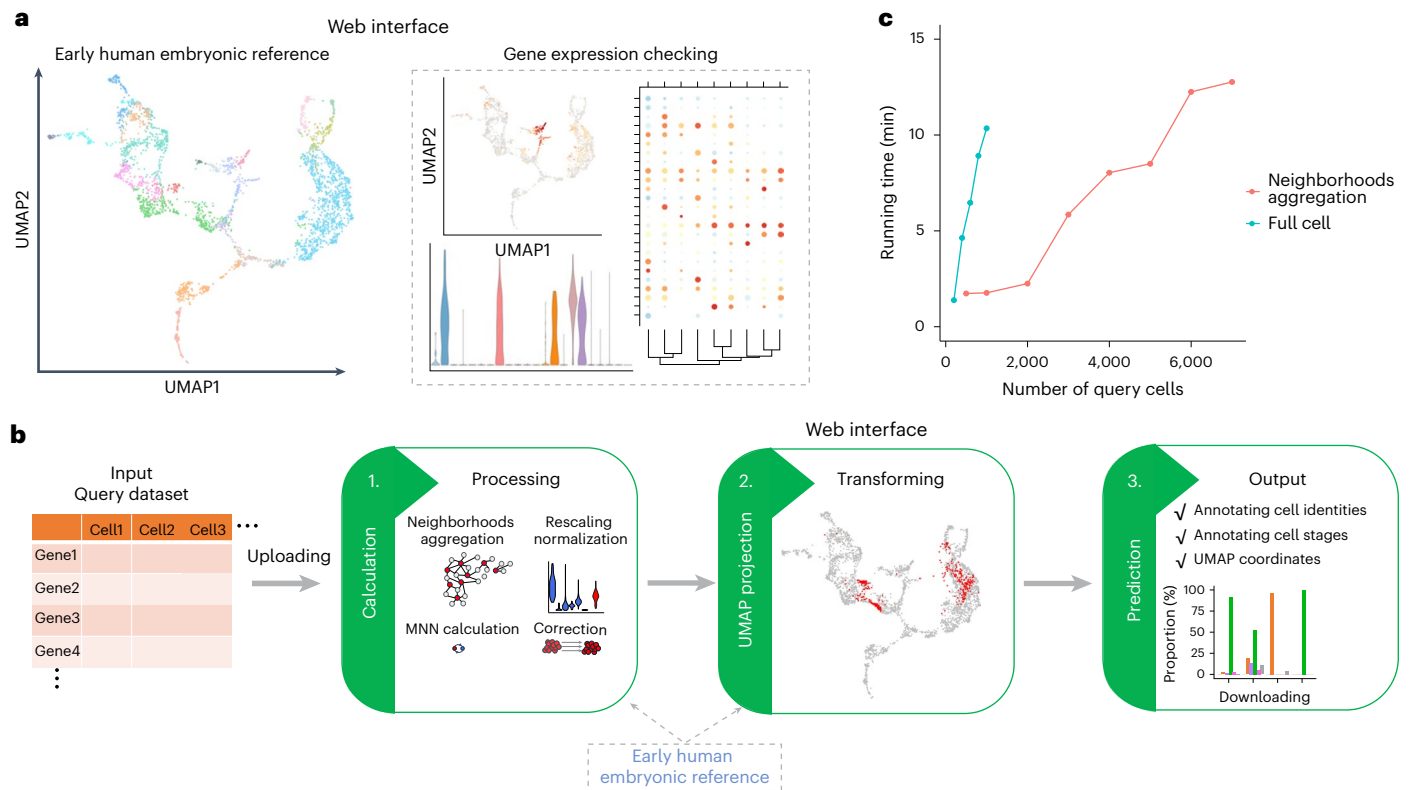 a
Web interface
Early human embryonic reference
UMAP2
UMAP1
Gene expression checking
UMAP2
UMAP1
c
Running time (min)
15
10
5
0
0 2,000 4,000 6,000
Number of query cells
Neighborhoods
aggregation
Full cell
b
Web interface
Input
Query dataset
Cell1 Cell2 Cell3 •••
Gene1
Gene2
Gene3
Gene4
Uploading
1.
Calculation
Processing
Neighborhoods
aggregation
Rescaling
normalization
MNN calculation
Correction
2.
UMAP projection
Transforming
3.
Prediction
Output
√ Annotating cell identities
√ Annotating cell stages
√ UMAP coordinates
Proportion (%)
100
75
50
25
0
Downloading
Early human
embryonic reference